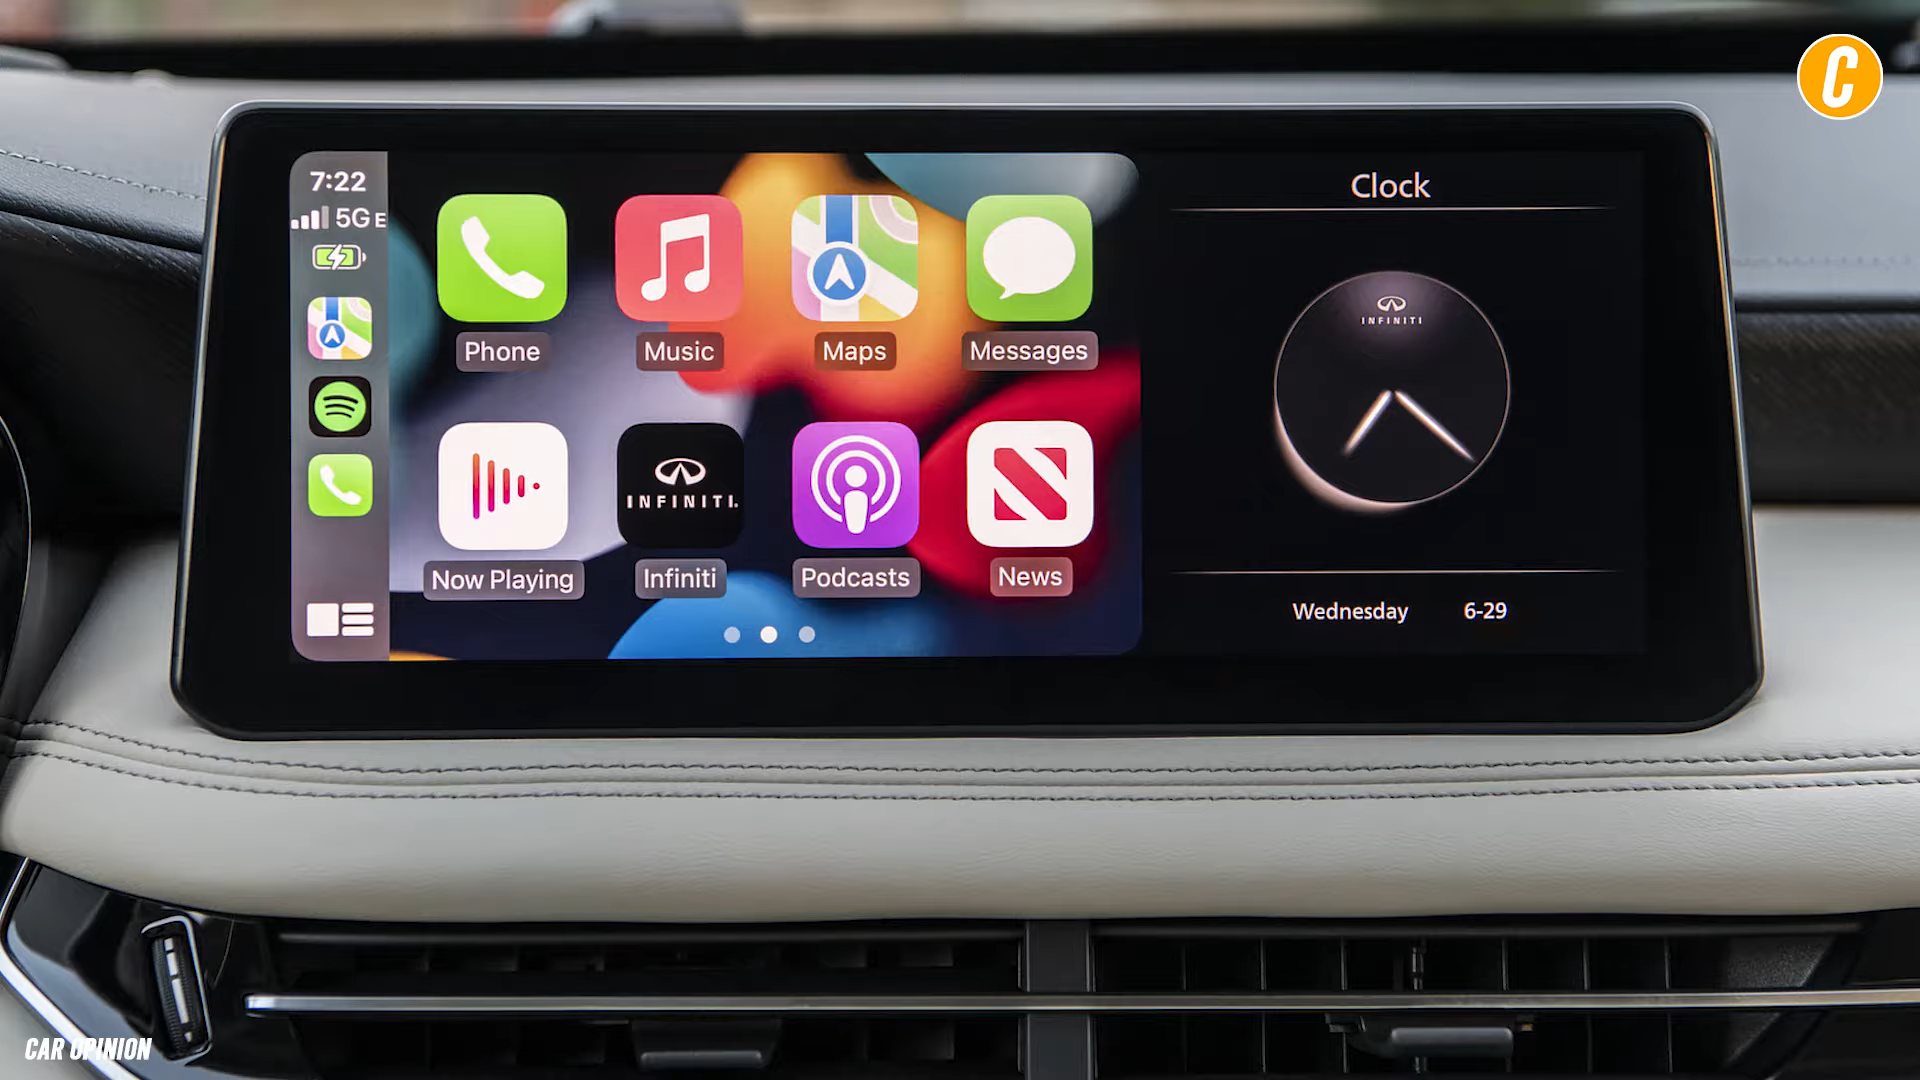 C
7:22
5G E
Phone
Music
Maps
Messages
Now Playing
INFINITI.
Infiniti
Podcasts
News
Clock
INFINITI
Wednesday 6-29
CAR OPINION